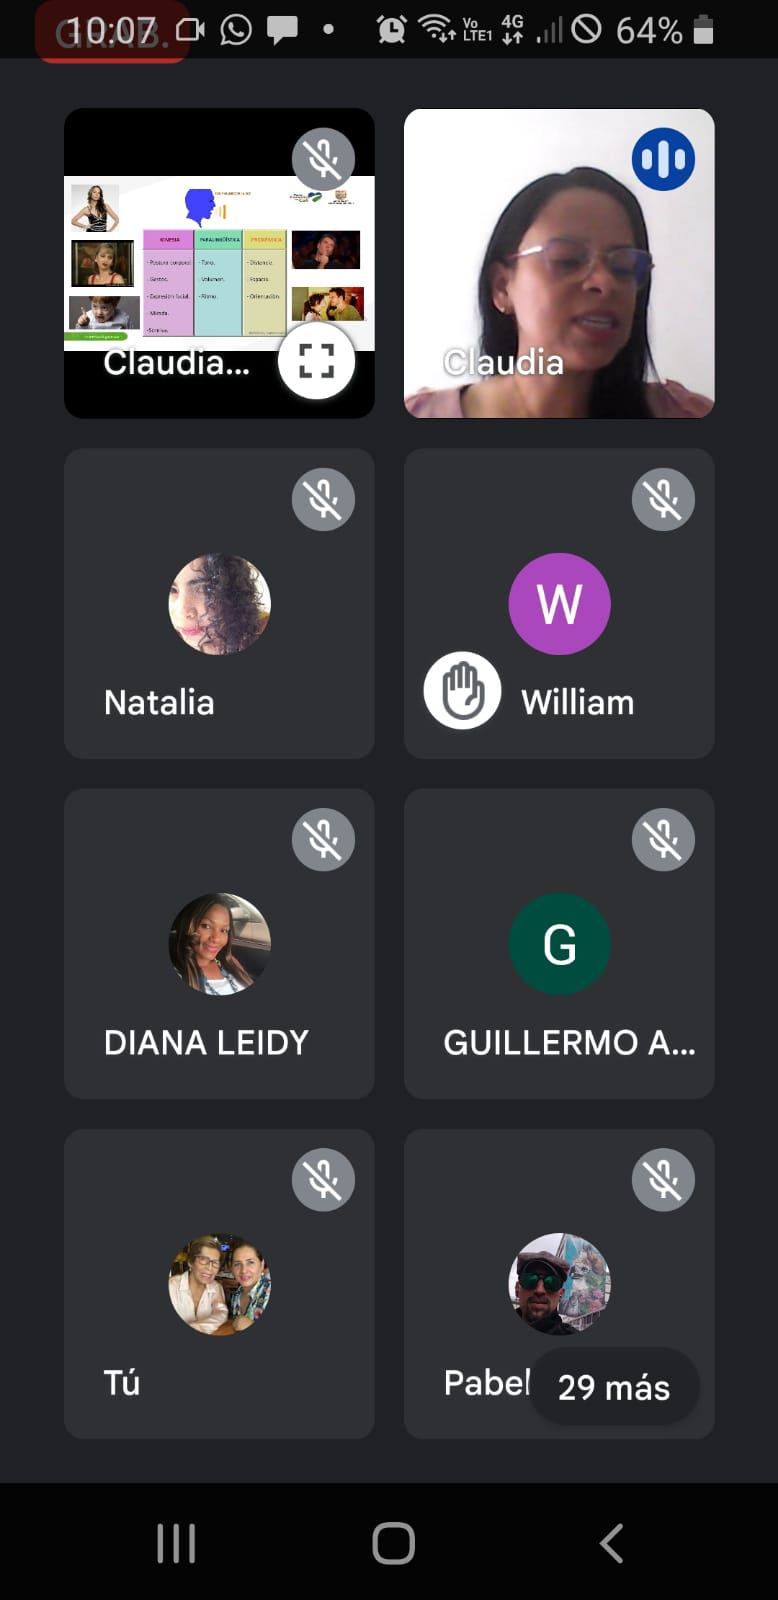 GRAB.
10:07
Vo
LTE1
4G
64%
KINESIA PARALINGÜÍSTICA PROXÉMICA
- Postura corporal. - Tono. - Distancia.
- Gestos. - Volumen. - Espacio.
- Expresión facial. - Ritmo. - Orientación
- Mirada.
- Sonrisa.
Claudia...
Claudia
Natalia
W
William
DIANA LEIDY
G
GUILLERMO A...
Tú
Pabel
29 más